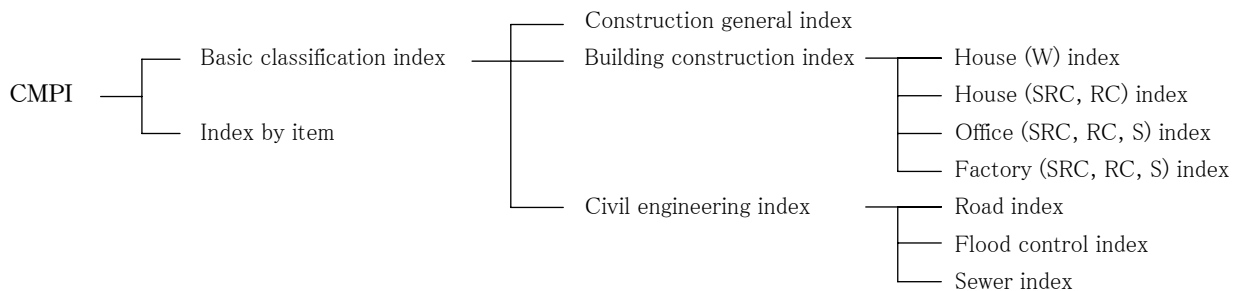 Construction general index
Basic classification index
Building construction index
House (W) index
CMPI
House (SRC, RC) index
Index by item
Office (SRC, RC, S) index
Factory (SRC, RC, S) index
Civil engineering index
Road index
Flood control index
Sewer index